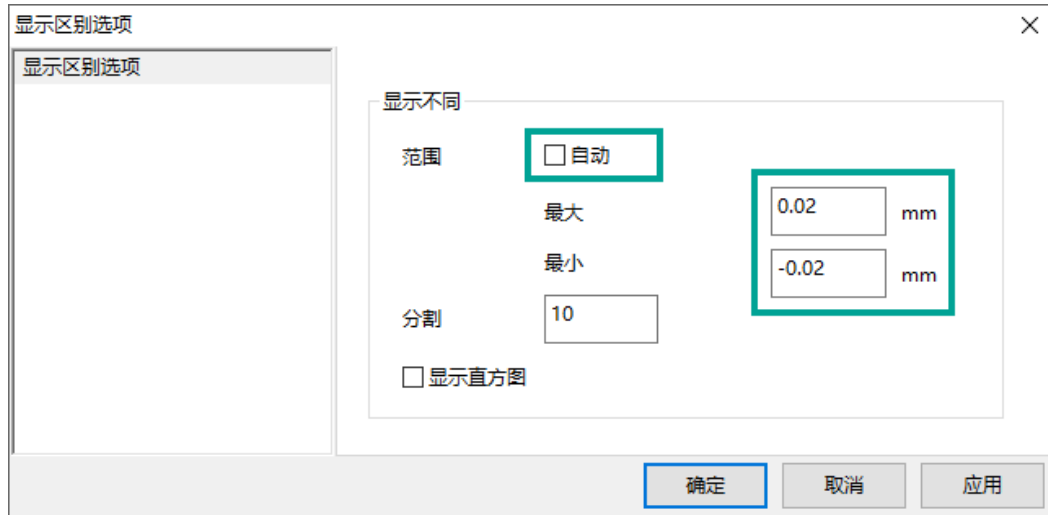 显示区别选项
显示区别选项
显示不同
范围 自动
最大 0.02 mm
最小 -0.02 mm
分割 10
显示直方图
确定 取消 应用